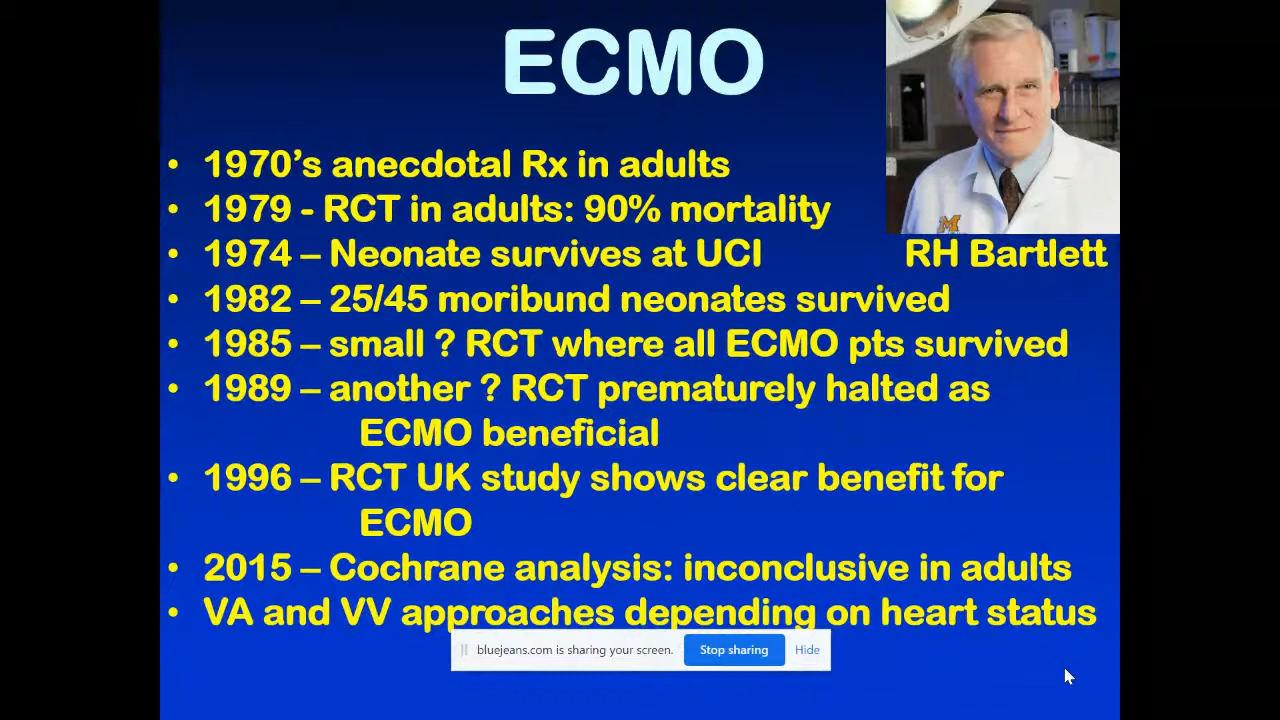 ECMO
• 1970’s anecdotal Rx in adults
• 1979 - RCT in adults: 90% mortality
• 1974 – Neonate survives at UCI
RH Bartlett
• 1982 – 25/45 moribund neonates survived
• 1985 – small ? RCT where all ECMO pts survived
• 1989 – another ? RCT prematurely halted as
ECMO beneficial
• 1996 – RCT UK study shows clear benefit for
ECMO
• 2015 – Cochrane analysis: inconclusive in adults
• VA and VV approaches depending on heart status
bluejeans.com is sharing your screen. Stop sharing Hide
M